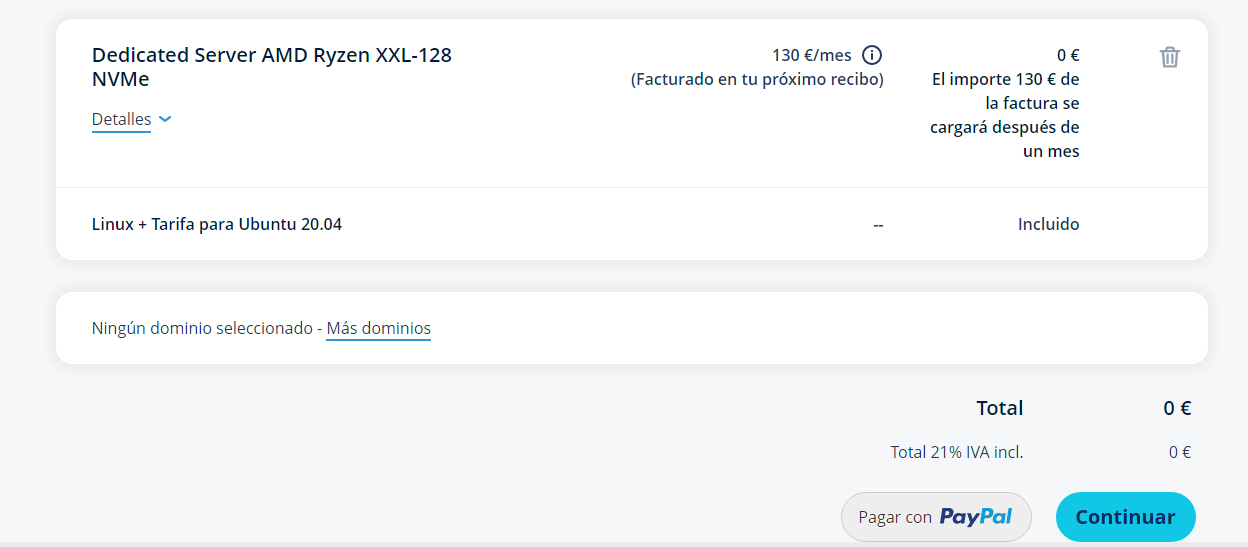 Dedicated Server AMD Ryzen XXL-128
NVMe
Detalles
130 €/mes
(Facturado en tu próximo recibo)
0 €
El importe 130 € de
la factura se
cargará después de
un mes
Linux + Tarifa para Ubuntu 20.04
--
Incluido
Ningún dominio seleccionado - Más dominios
Total
0 €
Total 21% IVA incl.
0 €
Pagar con PayPal
Continuar